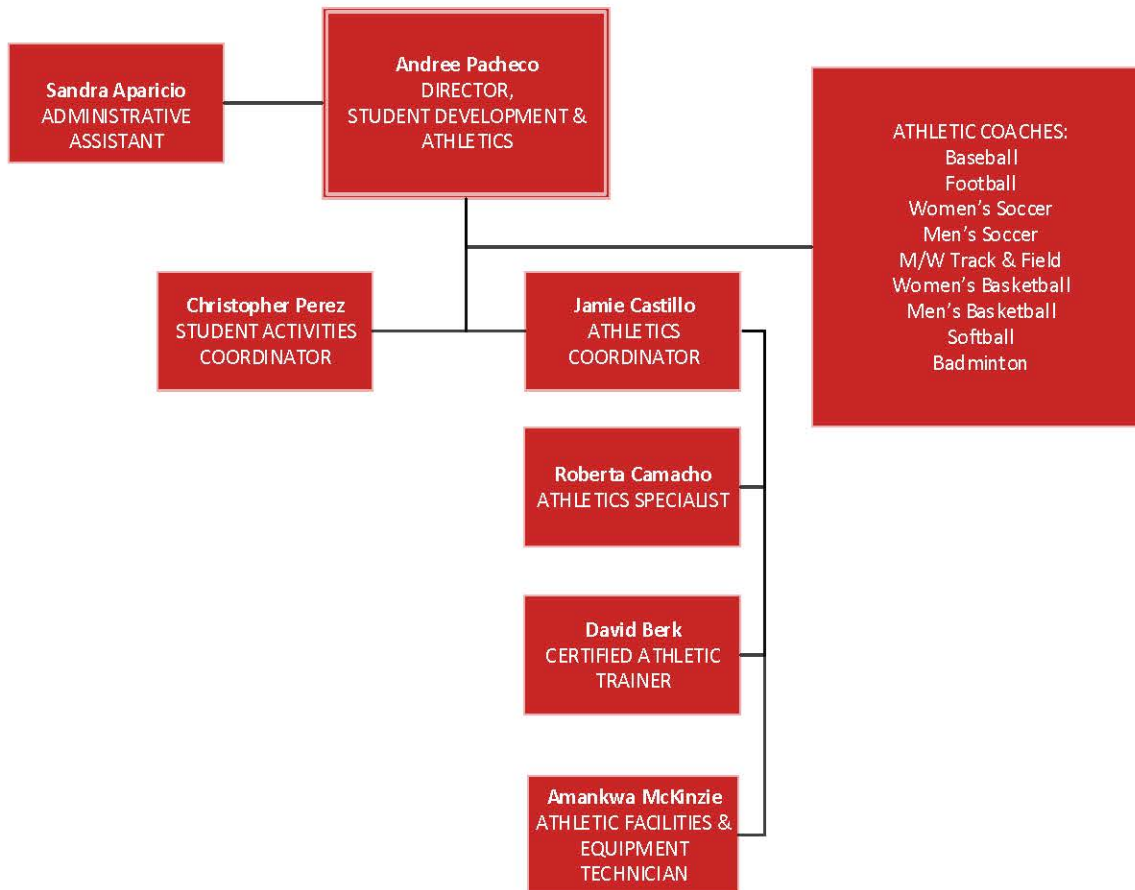 Sandra Aparicio
ADMINISTRATIVE
ASSISTANT
Andree Pacheco
DIRECTOR,
STUDENT DEVELOPMENT &
ATHLETICS
ATHLETIC COACHES:
Baseball
Football
Women's Soccer
Men's Soccer
M/W Track & Field
Women's Basketball
Men's Basketball
Softball
Badminton
Christopher Perez
STUDENT ACTIVITIES
COORDINATOR
Jamie Castillo
ATHLETICS
COORDINATOR
Roberta Camacho
ATHLETICS SPECIALIST
David Berk
CERTIFIED ATHLETIC
TRAINER
Amankwa McKinzie
ATHLETIC FACILITIES &
EQUIPMENT
TECHNICIAN